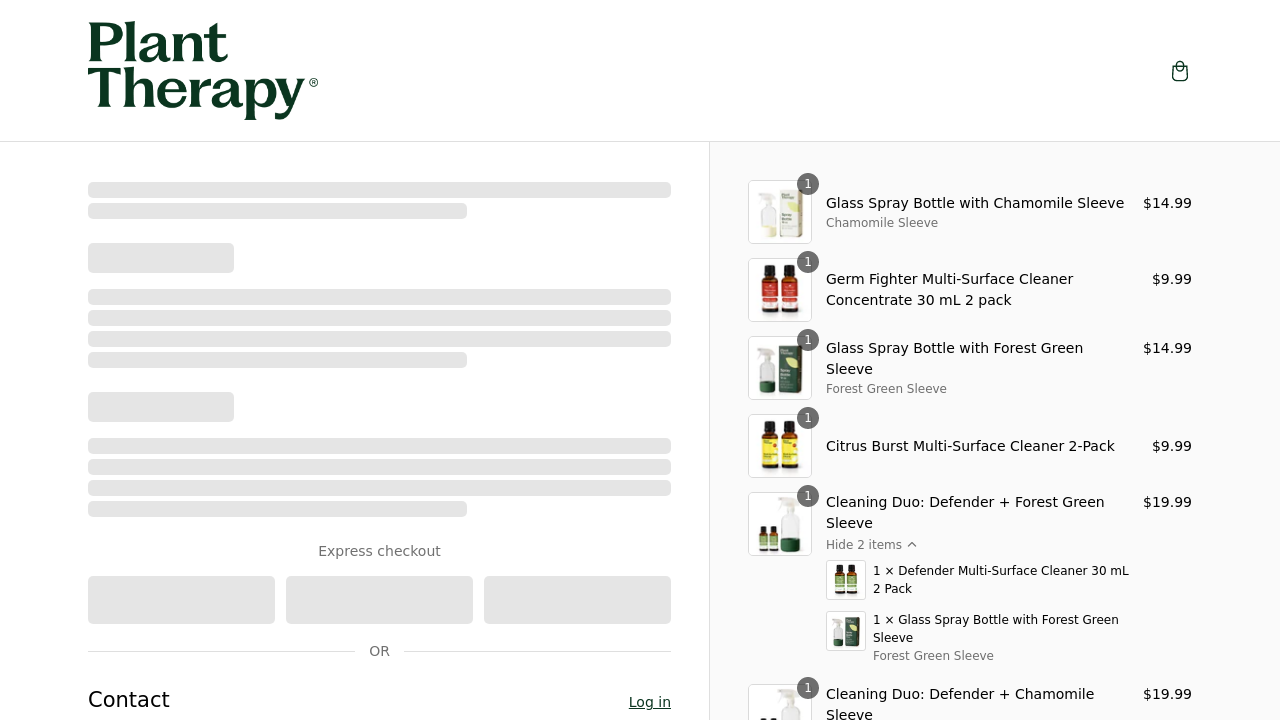 Plant
Therapy®
1
Glass Spray Bottle with Chamomile Sleeve
$14.99
Chamomile Sleeve
1
Germ Fighter Multi-Surface Cleaner
$9.99
Concentrate 30 mL 2 pack
1
Glass Spray Bottle with Forest Green
$14.99
Sleeve
Forest Green Sleeve
1
Citrus Burst Multi-Surface Cleaner 2-Pack
$9.99
1
Cleaning Duo: Defender + Forest Green
$19.99
Sleeve
Hide 2 items
1 × Defender Multi-Surface Cleaner 30 mL
2 Pack
1 × Glass Spray Bottle with Forest Green
Sleeve
Forest Green Sleeve
1
Cleaning Duo: Defender + Chamomile
$19.99
Sleeve
Express checkout
OR
Contact
Log in